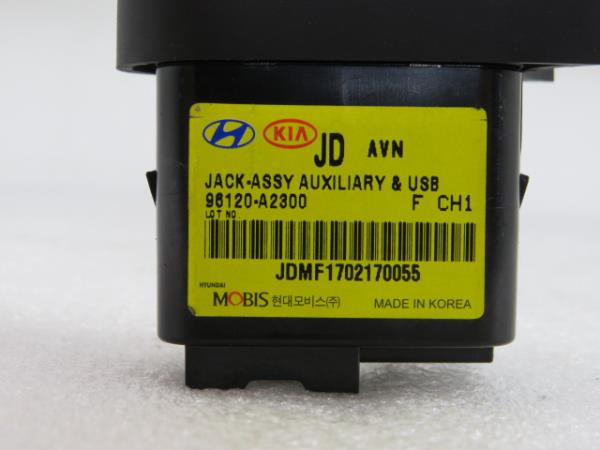 KIA JD AVN
JACK-ASSY AUXILIARY & USB
96120-A2300 F CH1
LOT NO.
JDMF1702170055
HYUNDAI
MOBIS 현대모비스(주) MADE IN KOREA